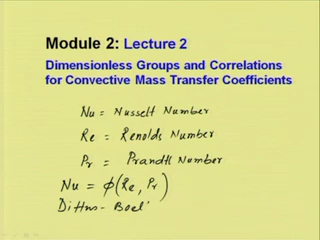 Module 2: Lecture 2
Dimensionless Groups and Correlations
for Convective Mass Transfer Coefficients
Nu = Nusselt Number
Re = Renolds Number
Pr = Prandtl Number
Nu = φ(Re, Pr)
Dittus-Boel